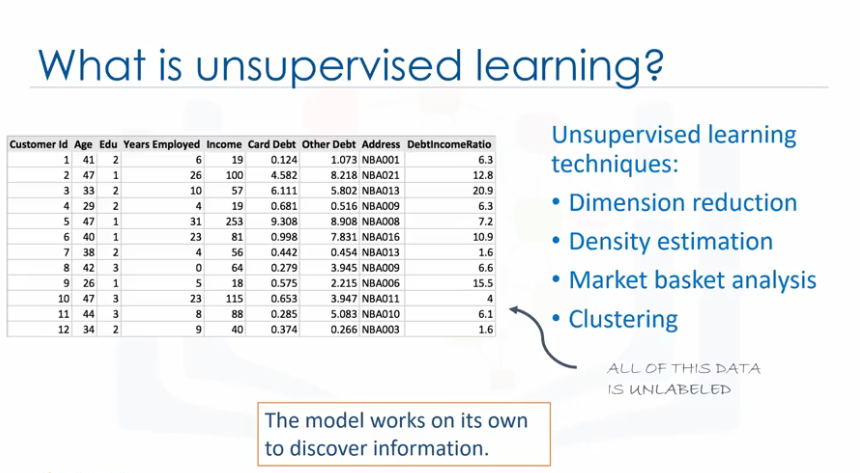 What is unsupervised learning?
Customer Id Age Edu Years Employed Income Card Debt Other Debt Address DebtIncomeRatio
1 41 2 6 19 0.124 1.073 NBA001 6.3
2 47 1 26 100 4.582 8.218 NBA021 12.8
3 33 2 10 57 6.111 5.802 NBA013 20.9
4 29 2 4 19 0.681 0.516 NBA009 6.3
5 47 1 31 253 9.308 8.908 NBA008 7.2
6 40 1 23 81 0.998 7.831 NBA016 10.9
7 38 2 4 56 0.442 0.454 NBA013 1.6
8 42 3 0 64 0.279 3.945 NBA009 6.6
9 26 1 5 18 0.575 2.215 NBA006 15.5
10 47 3 23 115 0.653 3.947 NBA011 4
11 44 3 8 88 0.285 5.083 NBA010 6.1
12 34 2 9 40 0.374 0.266 NBA003 1.6
Unsupervised learning
techniques:
• Dimension reduction
• Density estimation
• Market basket analysis
• Clustering
ALL OF THIS DATA
IS UNLABELED
The model works on its own
to discover information.